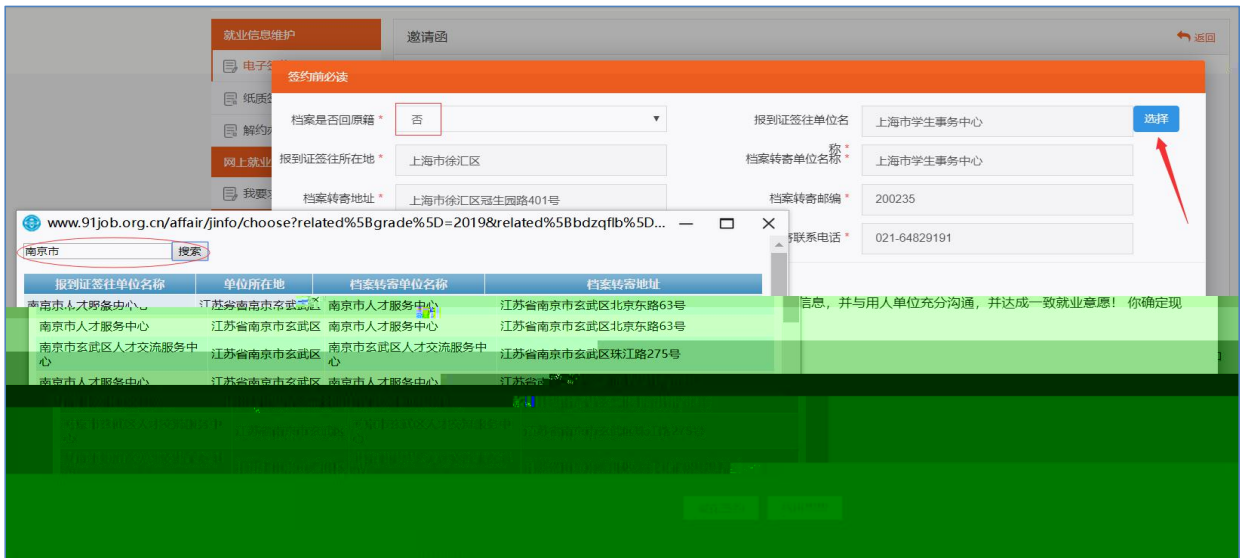 就业信息维护
邀请函
返回
电子
签约前必读
纸质
档案是否回原籍 * 否
报到证签往单位名称 * 上海市学生事务中心 选择
解约
网上就业
报到证签往所在地 * 上海市徐汇区
档案转寄单位名称 * 上海市学生事务中心
我要
档案转寄地址 * 上海市徐汇区冠生园路401号
档案转寄邮编 * 200235
www.91job.org.cn/affair/jinfo/choose?related%5Bgrade%5D=2019&related%5Bbdzqflb%5D...
联系电话 * 021-64829191
南京市 搜索
报到证签往单位名称 单位所在地 档案转寄单位名称 档案转寄地址
南京市人才服务中心 江苏省南京市玄武区 南京市人才服务中心 江苏省南京市玄武区北京东路63号
信息，并与用人单位充分沟通，并达成一致就业意愿！ 你确定现
南京市人才服务中心 江苏省南京市玄武区 南京市人才服务中心 江苏省南京市玄武区北京东路63号
南京市玄武区人才交流服务中心 江苏省南京市玄武区 南京市玄武区人才交流服务中心 江苏省南京市玄武区珠江路275号
南京市人才服务中心 江苏省南京市玄武区 南京市人才服务中心 江苏省南